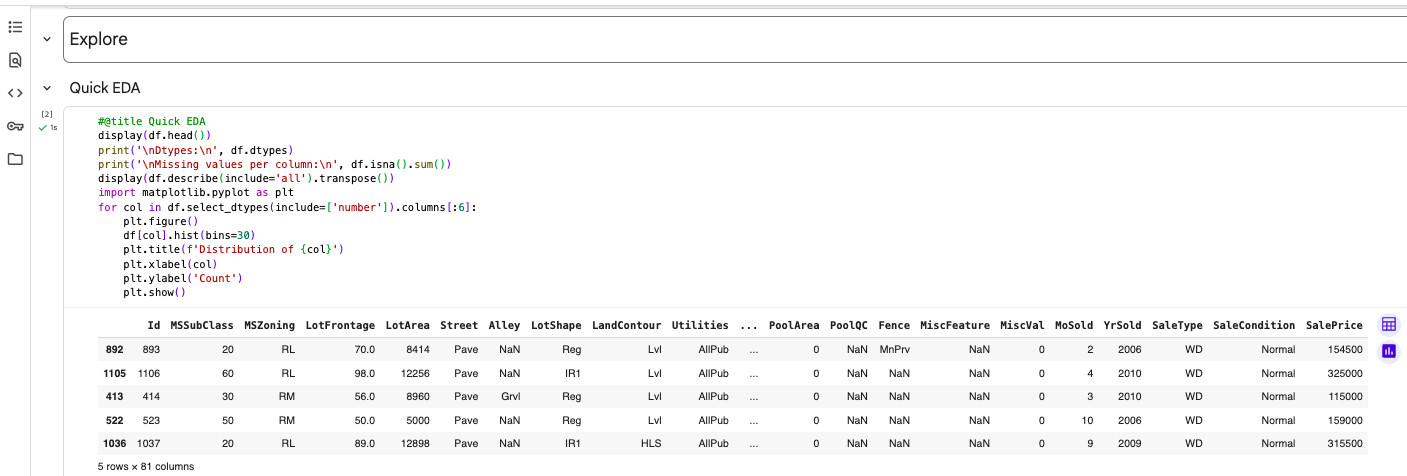 Explore
Quick EDA
[2]
1s
#@title Quick EDA
display(df.head())
print('\nDtypes:\n', df.dtypes)
print('\nMissing values per column:\n', df.isna().sum())
display(df.describe(include='all').transpose())
import matplotlib.pyplot as plt
for col in df.select_dtypes(include=['number']).columns[:6]:
    plt.figure()
    df[col].hist(bins=30)
    plt.title(f'Distribution of {col}')
    plt.xlabel(col)
    plt.ylabel('Count')
    plt.show()
Id MSSubClass MSZoning LotFrontage LotArea Street Alley LotShape LandContour Utilities ... PoolArea PoolQC Fence MiscFeature MiscVal MoSold YrSold SaleType SaleCondition SalePrice
892 893 20 RL 70.0 8414 Pave NaN Reg Lvl AllPub ... 0 NaN MnPrv NaN 0 2 2006 WD Normal 154500
1105 1106 60 RL 98.0 12256 Pave NaN IR1 Lvl AllPub ... 0 NaN NaN NaN 0 4 2010 WD Normal 325000
413 414 30 RM 56.0 8960 Pave Grvl Reg Lvl AllPub ... 0 NaN NaN NaN 0 3 2010 WD Normal 115000
522 523 50 RM 50.0 5000 Pave NaN Reg Lvl AllPub ... 0 NaN NaN NaN 0 10 2006 WD Normal 159000
1036 1037 20 RL 89.0 12898 Pave NaN IR1 HLS AllPub ... 0 NaN NaN NaN 0 9 2009 WD Normal 315500
5 rows × 81 columns